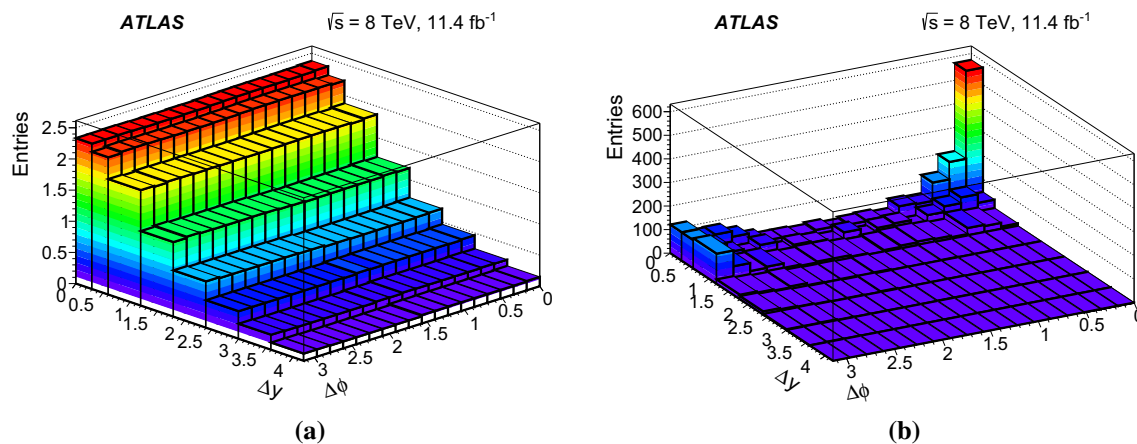 ATLAS √s = 8 TeV, 11.4 fb⁻¹
Entries
2.5
2
1.5
1
0.5
0
0 0.5 1 1.5 2 2.5 3 3.5 4
Δy
3 2.5 2 1.5 1 0.5 0
Δϕ
(a)
ATLAS √s = 8 TeV, 11.4 fb⁻¹
Entries
600
500
400
300
200
100
0
0 0.5 1 1.5 2 2.5 3 3.5 4
Δy
3 2.5 2 1.5 1 0.5 0
Δϕ
(b)